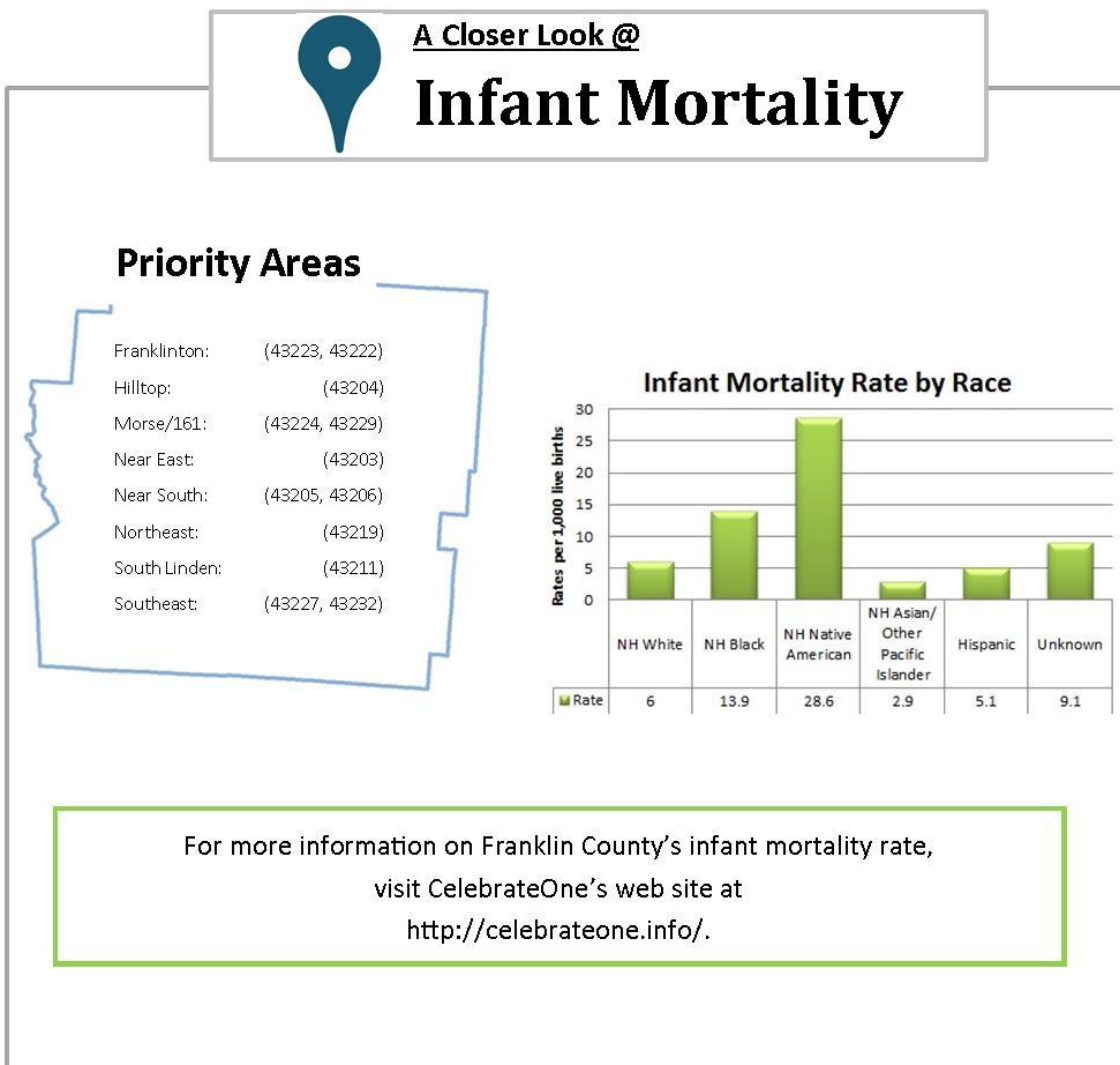 A Closer Look @
Infant Mortality
Priority Areas
Franklinton: (43223, 43222)
Hilltop: (43204)
Morse/161: (43224, 43229)
Near East: (43203)
Near South: (43205, 43206)
Northeast: (43219)
South Linden: (43211)
Southeast: (43227, 43232)
Infant Mortality Rate by Race
Rates per 1,000 live births
30
25
20
15
10
5
0
NH White
NH Black
NH Native
American
NH Asian/
Other
Pacific
Islander
Hispanic
Unknown
Rate 6 13.9 28.6 2.9 5.1 9.1
For more information on Franklin County’s infant mortality rate,
visit CelebrateOne’s web site at
http://celebrateone.info/.